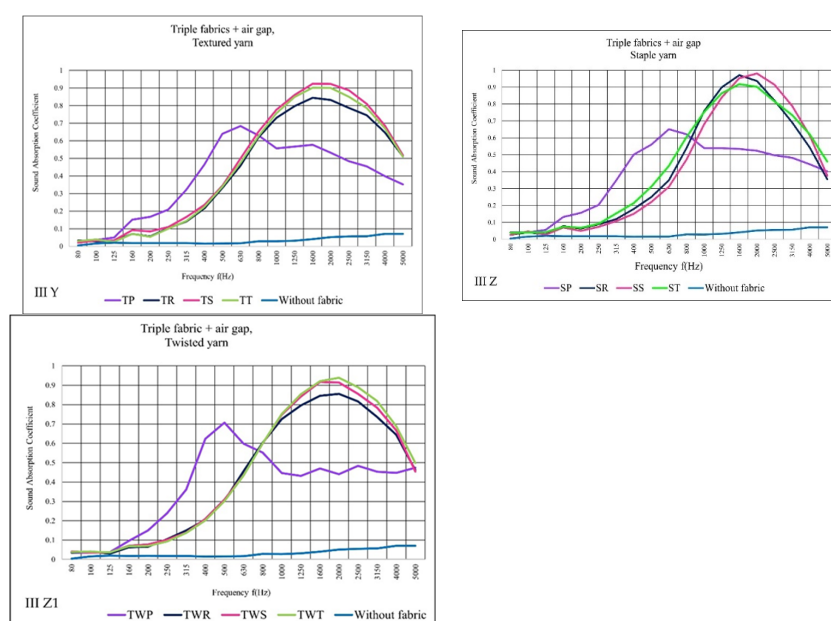 Triple fabrics + air gap,
Textured yarn
Sound Absorption Coefficient
1
0.9
0.8
0.7
0.6
0.5
0.4
0.3
0.2
0.1
0
80 100 125 160 200 250 315 400 500 630 800 1000 1250 1600 2000 2500 3150 4000 5000
Frequency f(Hz)
III Y
TP TR TS TT Without fabric
Triple fabrics + air gap
Staple yarn
Sound Absorption Coefficient
1
0.9
0.8
0.7
0.6
0.5
0.4
0.3
0.2
0.1
0
80 100 125 160 200 250 315 400 500 630 800 1000 1250 1600 2000 2500 3150 4000 5000
Frequency f(Hz)
III Z
SP SR SS ST Without fabric
Triple fabric + air gap,
Twisted yarn
Sound Absorption Coefficient
1
0.9
0.8
0.7
0.6
0.5
0.4
0.3
0.2
0.1
0
80 100 125 160 200 250 315 400 500 630 800 1000 1250 1600 2000 2500 3150 4000 5000
Frequency f(Hz)
III Z1
TWP TWR TWS TWT Without fabric